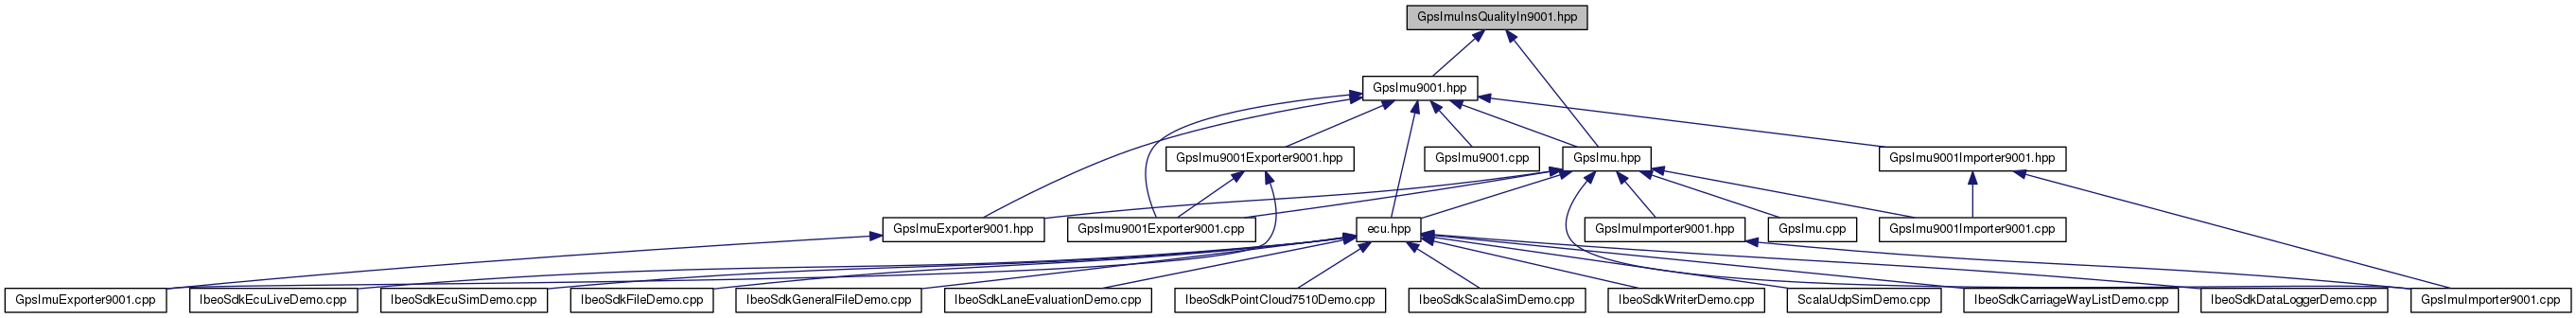 GpsImuInsQualityIn9001.hpp
GpsImu9001.hpp
GpsImu9001Exporter9001.hpp
GpsImu9001.cpp
GpsImu.hpp
GpsImu9001Importer9001.hpp
GpsImuExporter9001.hpp
GpsImu9001Exporter9001.cpp
ecu.hpp
GpsImuImporter9001.hpp
GpsImu.cpp
GpsImu9001Importer9001.cpp
GpsImuExporter9001.cpp
IbeoSdkEcuLiveDemo.cpp
IbeoSdkEcuSimDemo.cpp
IbeoSdkFileDemo.cpp
IbeoSdkGeneralFileDemo.cpp
IbeoSdkLaneEvaluationDemo.cpp
IbeoSdkPointCloud7510Demo.cpp
IbeoSdkScalaSimDemo.cpp
IbeoSdkWriterDemo.cpp
ScalaUdpSimDemo.cpp
IbeoSdkCarriageWayListDemo.cpp
IbeoSdkDataLoggerDemo.cpp
GpsImuImporter9001.cpp